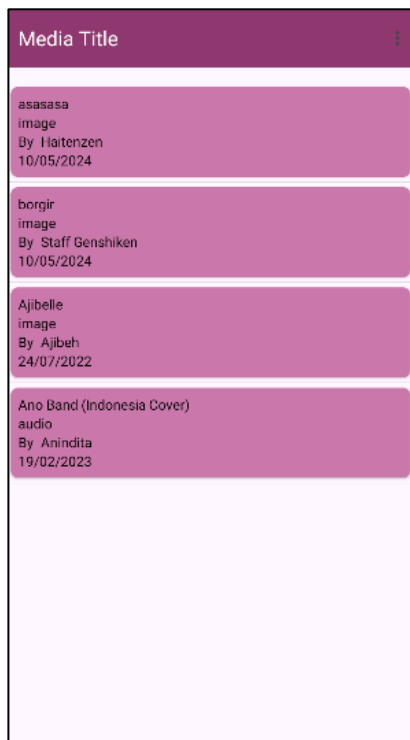 Media Title
asasasa
image
By Haitenzen
10/05/2024
borgir
image
By Staff Genshiken
10/05/2024
Ajibelle
image
By Ajibeh
24/07/2022
Ano Band (Indonesia Cover)
audio
By Anindita
19/02/2023